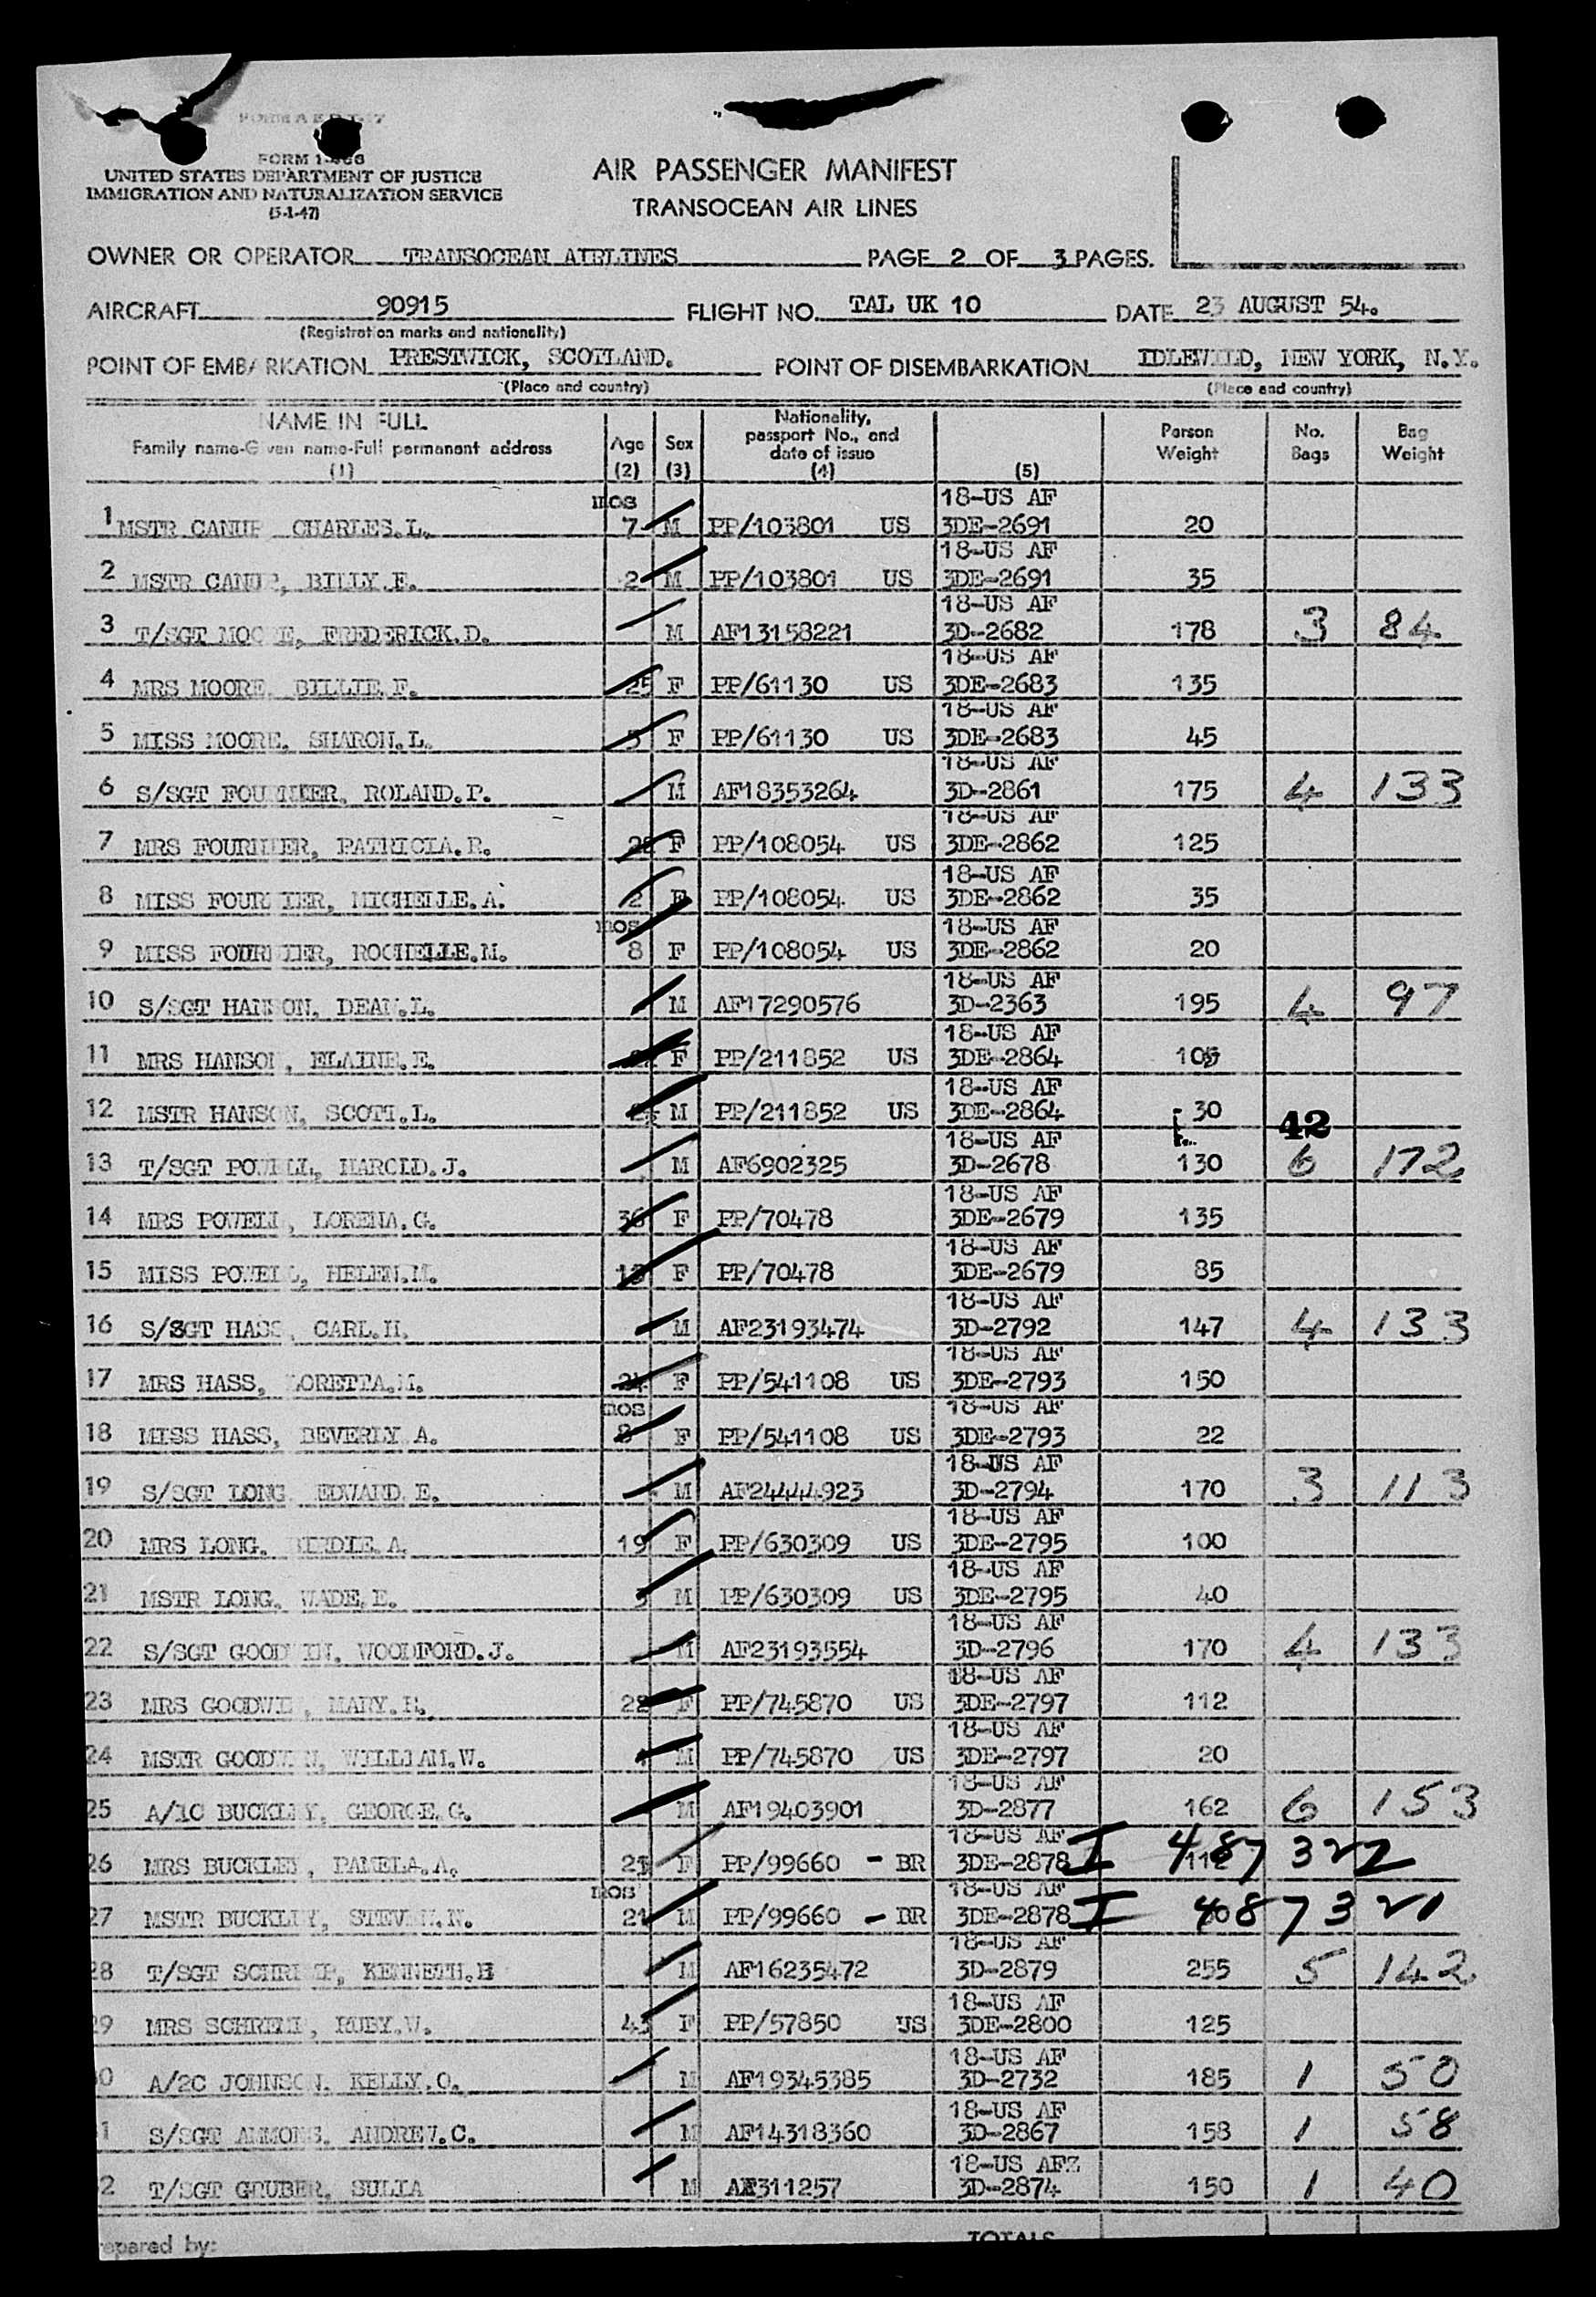 FORM I-466
UNITED STATES DEPARTMENT OF JUSTICE
IMMIGRATION AND NATURALIZATION SERVICE
(5-1-47)
AIR PASSENGER MANIFEST
TRANSOCEAN AIR LINES
OWNER OR OPERATOR TRANSOCEAN AIRLINES PAGE 2 OF 3 PAGES.
AIRCRAFT 90915 FLIGHT NO. TAL UK 10 DATE 23 AUGUST 54.
(Registration marks and nationality)
POINT OF EMBARKATION PRESTWICK, SCOTLAND. POINT OF DISEMBARKATION IDLEWILD, NEW YORK, N.Y.
(Place and country) (Place and country)
NAME IN FULL Family name-Given name-Full permanent address (1) Age (2) Sex (3) Nationality, passport No., and date of issue (4) (5) Person Weight No. Bags Bag Weight
mos 18-US AF
1 MSTR CANUP CHARLES.L. 7 M PP/103801 US 3DE-2691 20
18-US AF
2 MSTR CANUP, BILLY.E. 2 M PP/103801 US 3DE-2691 35
18-US AF
3 T/SGT MOORE, FREDERICK.D. M AF13158221 3D-2682 178 3 84
18-US AF
4 MRS MOORE, BILLIE.F. 25 F PP/61130 US 3DE-2683 135
18-US AF
5 MISS MOORE, SHARON.L. F PP/61130 US 3DE-2683 45
18-US AF
6 S/SGT FOURNIER, ROLAND.P. M AF18353264 3D-2861 175 4 133
18-US AF
7 MRS FOURNIER, PATRICIA.R. 22 F PP/108054 US 3DE-2862 125
18-US AF
8 MISS FOURNIER, MICHELLE.A. 2 F PP/108054 US 3DE-2862 35
mos 18-US AF
9 MISS FOURNIER, ROCHELLE.M. 8 F PP/108054 US 3DE-2862 20
18-US AF
10 S/SGT HANSON, DEAN.L. M AF17290576 3D-2363 195 4 97
18-US AF
11 MRS HANSON, ELAINE.E. F PP/211852 US 3DE-2864 105
18-US AF
12 MSTR HANSON, SCOTT.L. M PP/211852 US 3DE-2864 30 42
18-US AF
13 T/SGT POWELL, HAROLD.J. M AF6902325 3D-2678 130 6 172
18-US AF
14 MRS POWELL, LORENA.G. 36 F PP/70478 3DE-2679 135
18-US AF
15 MISS POWELL, HELEN.M. 13 F PP/70478 3DE-2679 85
18-US AF
16 S/SGT HASS, CARL.H. M AF23193474 3D-2792 147 4 133
18-US AF
17 MRS HASS, LORETTA.M. 24 F PP/541108 US 3DE-2793 150
mos 18-US AF
18 MISS HASS, BEVERLY A. 8 F PP/541108 US 3DE-2793 22
18-US AF
19 S/SGT LONG EDWARD E. M AF24444923 3D-2794 170 3 113
18-US AF
20 MRS LONG, BIRDIE.A. 19 F PP/630309 US 3DE-2795 100
18-US AF
21 MSTR LONG, WADE.E. 3 M PP/630309 US 3DE-2795 40
18-US AF
22 S/SGT GOODWIN, WOODFORD.J. M AF23193554 3D-2796 170 4 133
18-US AF
23 MRS GOODWIN, MARY. 22 F PP/745870 US 3DE-2797 112
18-US AF
24 MSTR GOODWIN, WILLIAM.W. 1 M PP/745870 US 3DE-2797 20
18-US AF
25 A/1C BUCKLEY, GEORGE.G. M AF19403901 3D-2877 162 6 153
18-US AF
26 MRS BUCKLEY, PAMELA.A. 21 F PP/99660 - BR 3DE-2878 I 112 487322
mos 18-US AF
27 MSTR BUCKLEY, STEVEN.N. 21 M PP/99660 - BR 3DE-2878 I 487321
18-US AF
28 T/SGT SCHRIMP, KENNETH.E M AF16235472 3D-2879 255 5 142
18-US AF
29 MRS SCHRIMP, RUBY.V. 43 F PP/57850 US 3DE-2800 125
18-US AF
0 A/2C JOHNSON, KELLY.O. M AF19345385 3D-2732 185 1 50
18-US AF
1 S/SGT AMMONS, ANDREW.C. M AF14318360 3D-2867 158 1 58
18-US AF
2 T/SGT GRUBER, SULIA M 311257 3D-2874 150 1 40
epared by: TOTALS